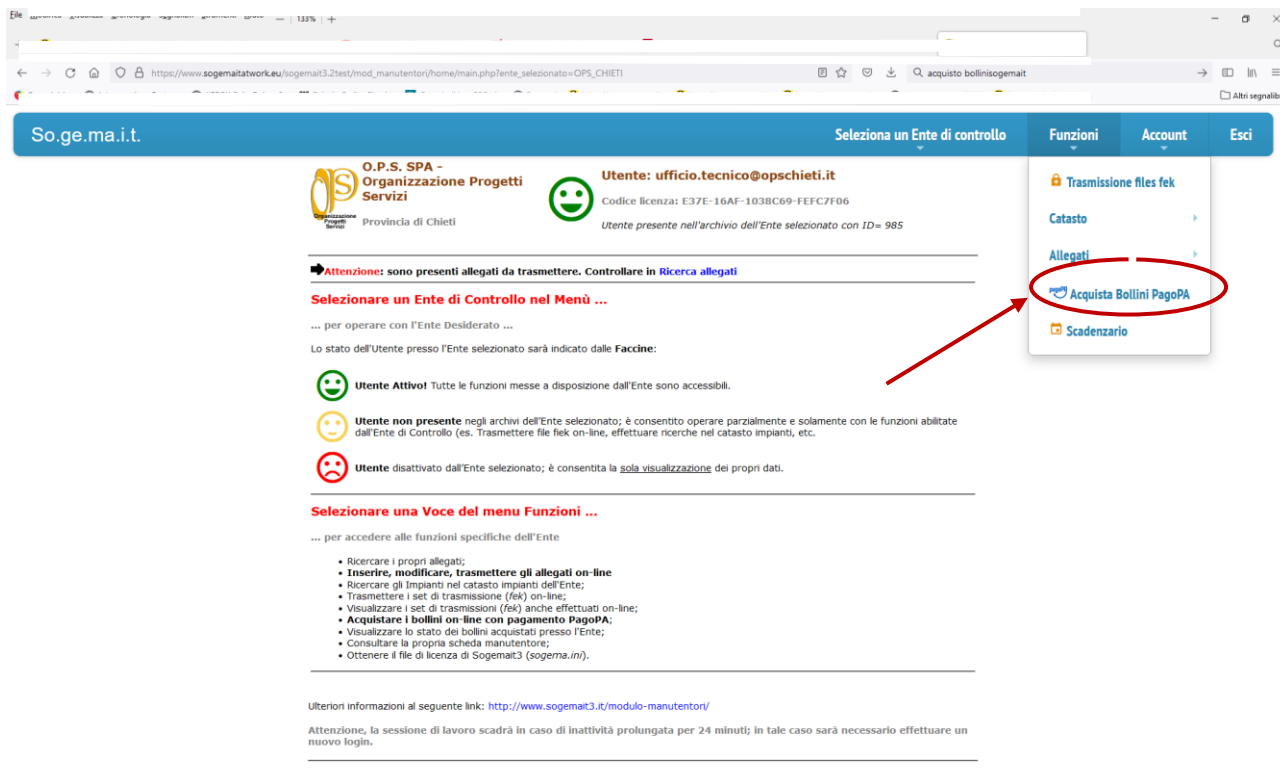 File
133%
https://www.sogemaitatwork.eu/sogemait3.2test/mod_manutentori/home/main.php?ente_selezionato=OPS_CHIETI
acquisto bollinisogemait
Altri segnalib
So.ge.ma.i.t.
Seleziona un Ente di controllo
Funzioni
Account
Esci
O.P.S. SPA -
Organizzazione Progetti
Servizi
Provincia di Chieti
OPS
Organizzazione
Progetti
Servizi
Utente: ufficio.tecnico@opschieti.it
Codice licenza: E37E-16AF-1038C69-FEFC7F06
Utente presente nell'archivio dell'Ente selezionato con ID= 985
Trasmissione files fek
Catasto
Allegati
pagoPA Acquista Bollini PagoPA
Scadenzario
Attenzione: sono presenti allegati da trasmettere. Controllare in Ricerca allegati
Selezionare un Ente di Controllo nel Menù ...
... per operare con l'Ente Desiderato ...
Lo stato dell'Utente presso l'Ente selezionato sarà indicato dalle Faccine:
Utente Attivo! Tutte le funzioni messe a disposizione dall'Ente sono accessibili.
Utente non presente negli archivi dell'Ente selezionato; è consentito operare parzialmente e solamente con le funzioni abilitate
dall'Ente di Controllo (es. Trasmettere file fiek on-line, effettuare ricerche nel catasto impianti, etc.
Utente disattivato dall'Ente selezionato; è consentita la sola visualizzazione dei propri dati.
Selezionare una Voce del menu Funzioni ...
... per accedere alle funzioni specifiche dell'Ente
• Ricercare i propri allegati;
• Inserire, modificare, trasmettere gli allegati on-line
• Ricercare gli Impianti nel catasto impianti dell'Ente;
• Trasmettere i set di trasmissione (fek) on-line;
• Visualizzare i set di trasmissioni (fek) anche effettuati on-line;
• Acquistare i bollini on-line con pagamento PagoPA;
• Visualizzare lo stato dei bollini acquistati presso l'Ente;
• Consultare la propria scheda manutentore;
• Ottenere il file di licenza di Sogemait3 (sogema.ini).
Ulteriori informazioni al seguente link: http://www.sogemait3.it/modulo-manutentori/
Attenzione, la sessione di lavoro scadrà in caso di inattività prolungata per 24 minuti; in tale caso sarà necessario effettuare un
nuovo login.